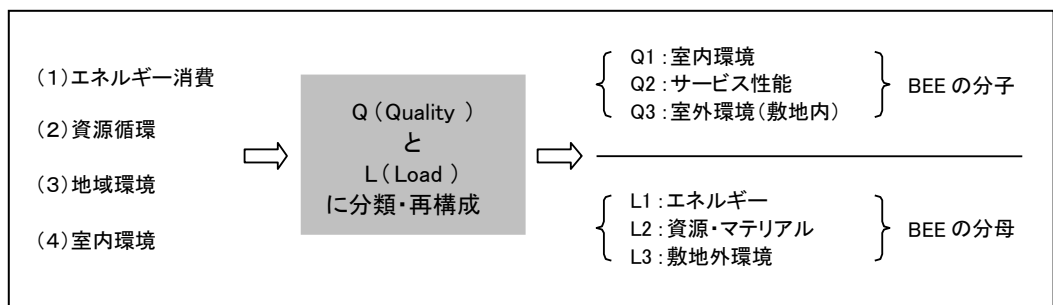 (1)エネルギー消費
(2)資源循環
(3)地域環境
(4)室内環境
Q(Quality)
と
L(Load)
に分類・再構成
Q1:室内環境
Q2:サービス性能
Q3:室外環境(敷地内)
BEE の分子
L1:エネルギー
L2:資源・マテリアル
L3:敷地外環境
BEE の分母